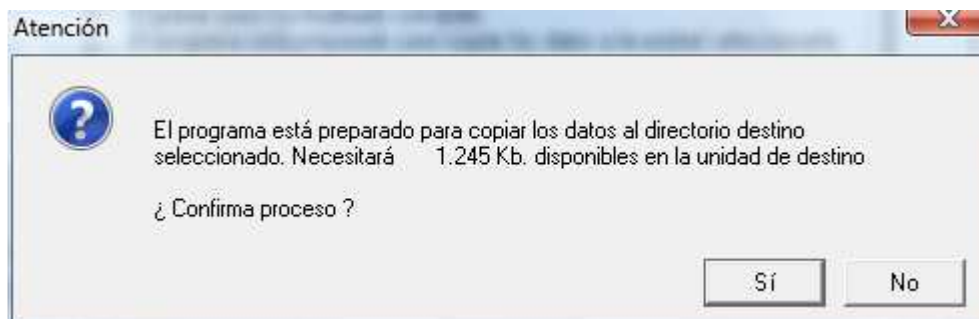 Atención
El programa está preparado para copiar los datos al directorio destino
seleccionado. Necesitará 1.245 Kb. disponibles en la unidad de destino
¿ Confirma proceso ?
Sí No